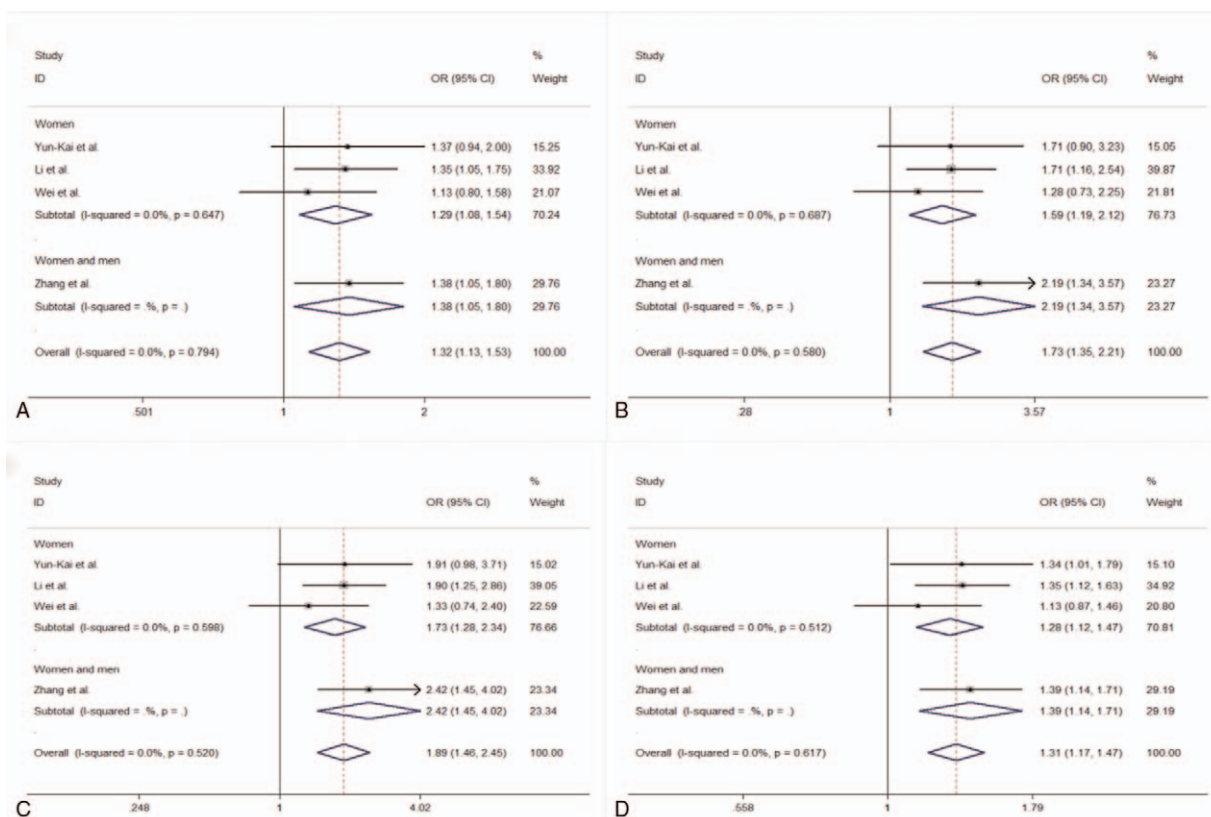 Study %
ID OR (95% CI) Weight
Women
Yun-Kai et al. 1.37 (0.94, 2.00) 15.25
Li et al. 1.35 (1.05, 1.75) 33.92
Wei et al. 1.13 (0.80, 1.58) 21.07
Subtotal (I-squared = 0.0%, p = 0.647) 1.29 (1.08, 1.54) 70.24
.
Women and men
Zhang et al. 1.38 (1.05, 1.80) 29.76
Subtotal (I-squared = .%, p = .) 1.38 (1.05, 1.80) 29.76
.
Overall (I-squared = 0.0%, p = 0.794) 1.32 (1.13, 1.53) 100.00
A
.501 1 2
Study %
ID OR (95% CI) Weight
Women
Yun-Kai et al. 1.71 (0.90, 3.23) 15.05
Li et al. 1.71 (1.16, 2.54) 39.87
Wei et al. 1.28 (0.73, 2.25) 21.81
Subtotal (I-squared = 0.0%, p = 0.687) 1.59 (1.19, 2.12) 76.73
.
Women and men
Zhang et al. 2.19 (1.34, 3.57) 23.27
Subtotal (I-squared = .%, p = .) 2.19 (1.34, 3.57) 23.27
.
Overall (I-squared = 0.0%, p = 0.580) 1.73 (1.35, 2.21) 100.00
B
.28 1 3.57
Study %
ID OR (95% CI) Weight
Women
Yun-Kai et al. 1.91 (0.98, 3.71) 15.02
Li et al. 1.90 (1.25, 2.86) 39.05
Wei et al. 1.33 (0.74, 2.40) 22.59
Subtotal (I-squared = 0.0%, p = 0.598) 1.73 (1.28, 2.34) 76.66
.
Women and men
Zhang et al. 2.42 (1.45, 4.02) 23.34
Subtotal (I-squared = .%, p = .) 2.42 (1.45, 4.02) 23.34
.
Overall (I-squared = 0.0%, p = 0.520) 1.89 (1.46, 2.45) 100.00
C
.248 1 4.02
Study %
ID OR (95% CI) Weight
Women
Yun-Kai et al. 1.34 (1.01, 1.79) 15.10
Li et al. 1.35 (1.12, 1.63) 34.92
Wei et al. 1.13 (0.87, 1.46) 20.80
Subtotal (I-squared = 0.0%, p = 0.512) 1.28 (1.12, 1.47) 70.81
.
Women and men
Zhang et al. 1.39 (1.14, 1.71) 29.19
Subtotal (I-squared = .%, p = .) 1.39 (1.14, 1.71) 29.19
.
Overall (I-squared = 0.0%, p = 0.617) 1.31 (1.17, 1.47) 100.00
D
.558 1 1.79